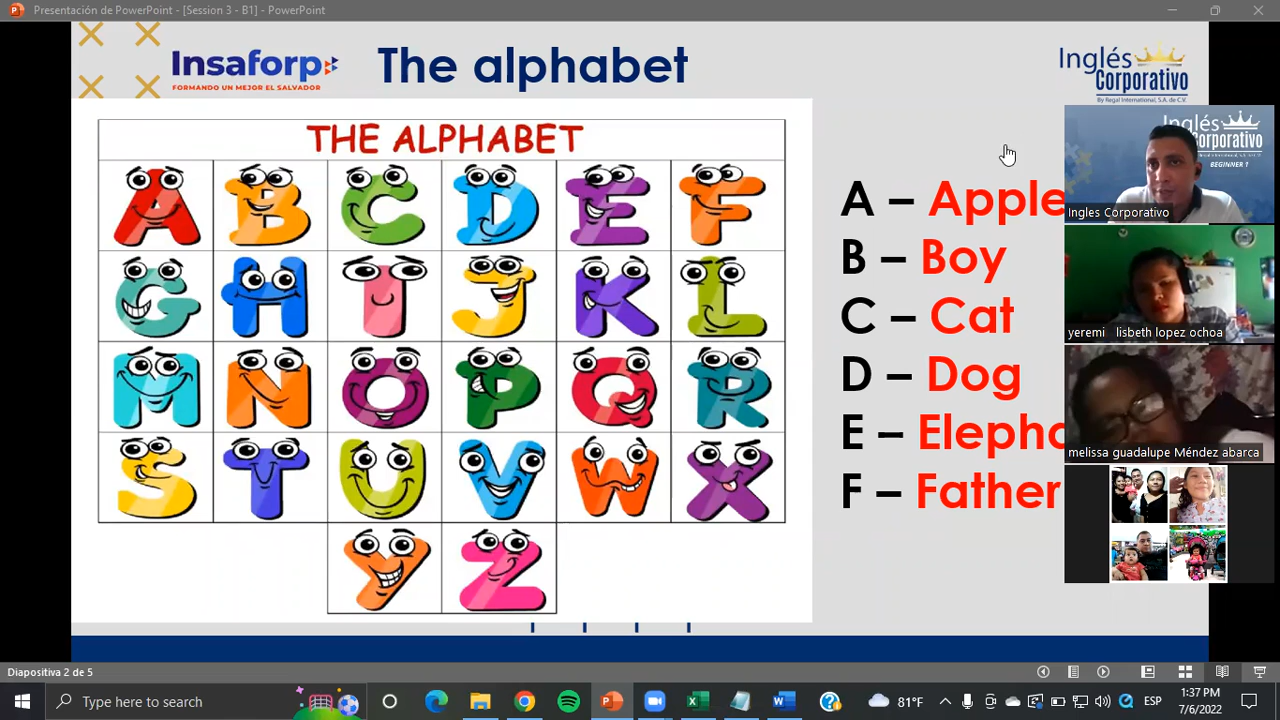 Presentación de PowerPoint - [Session 3 - B1] - PowerPoint
Insaforp
FORMANDO UN MEJOR EL SALVADOR
The alphabet
Inglés
Corporativo
By Regal International, S.A. de C.V.
THE ALPHABET
A B C D E F
G H I J K L
M N O P Q R
S T U V W X
Y Z
A – Apple
B – Boy
C – Cat
D – Dog
E – Elepha
F – Father
Inglés
Corporativo
BEGINNER 1
Ingles Corporativo
yeremi lisbeth lopez ochoa
melissa guadalupe Méndez abarca
Diapositiva 2 de 5
Type here to search
81°F
ESP
1:37 PM
7/6/2022